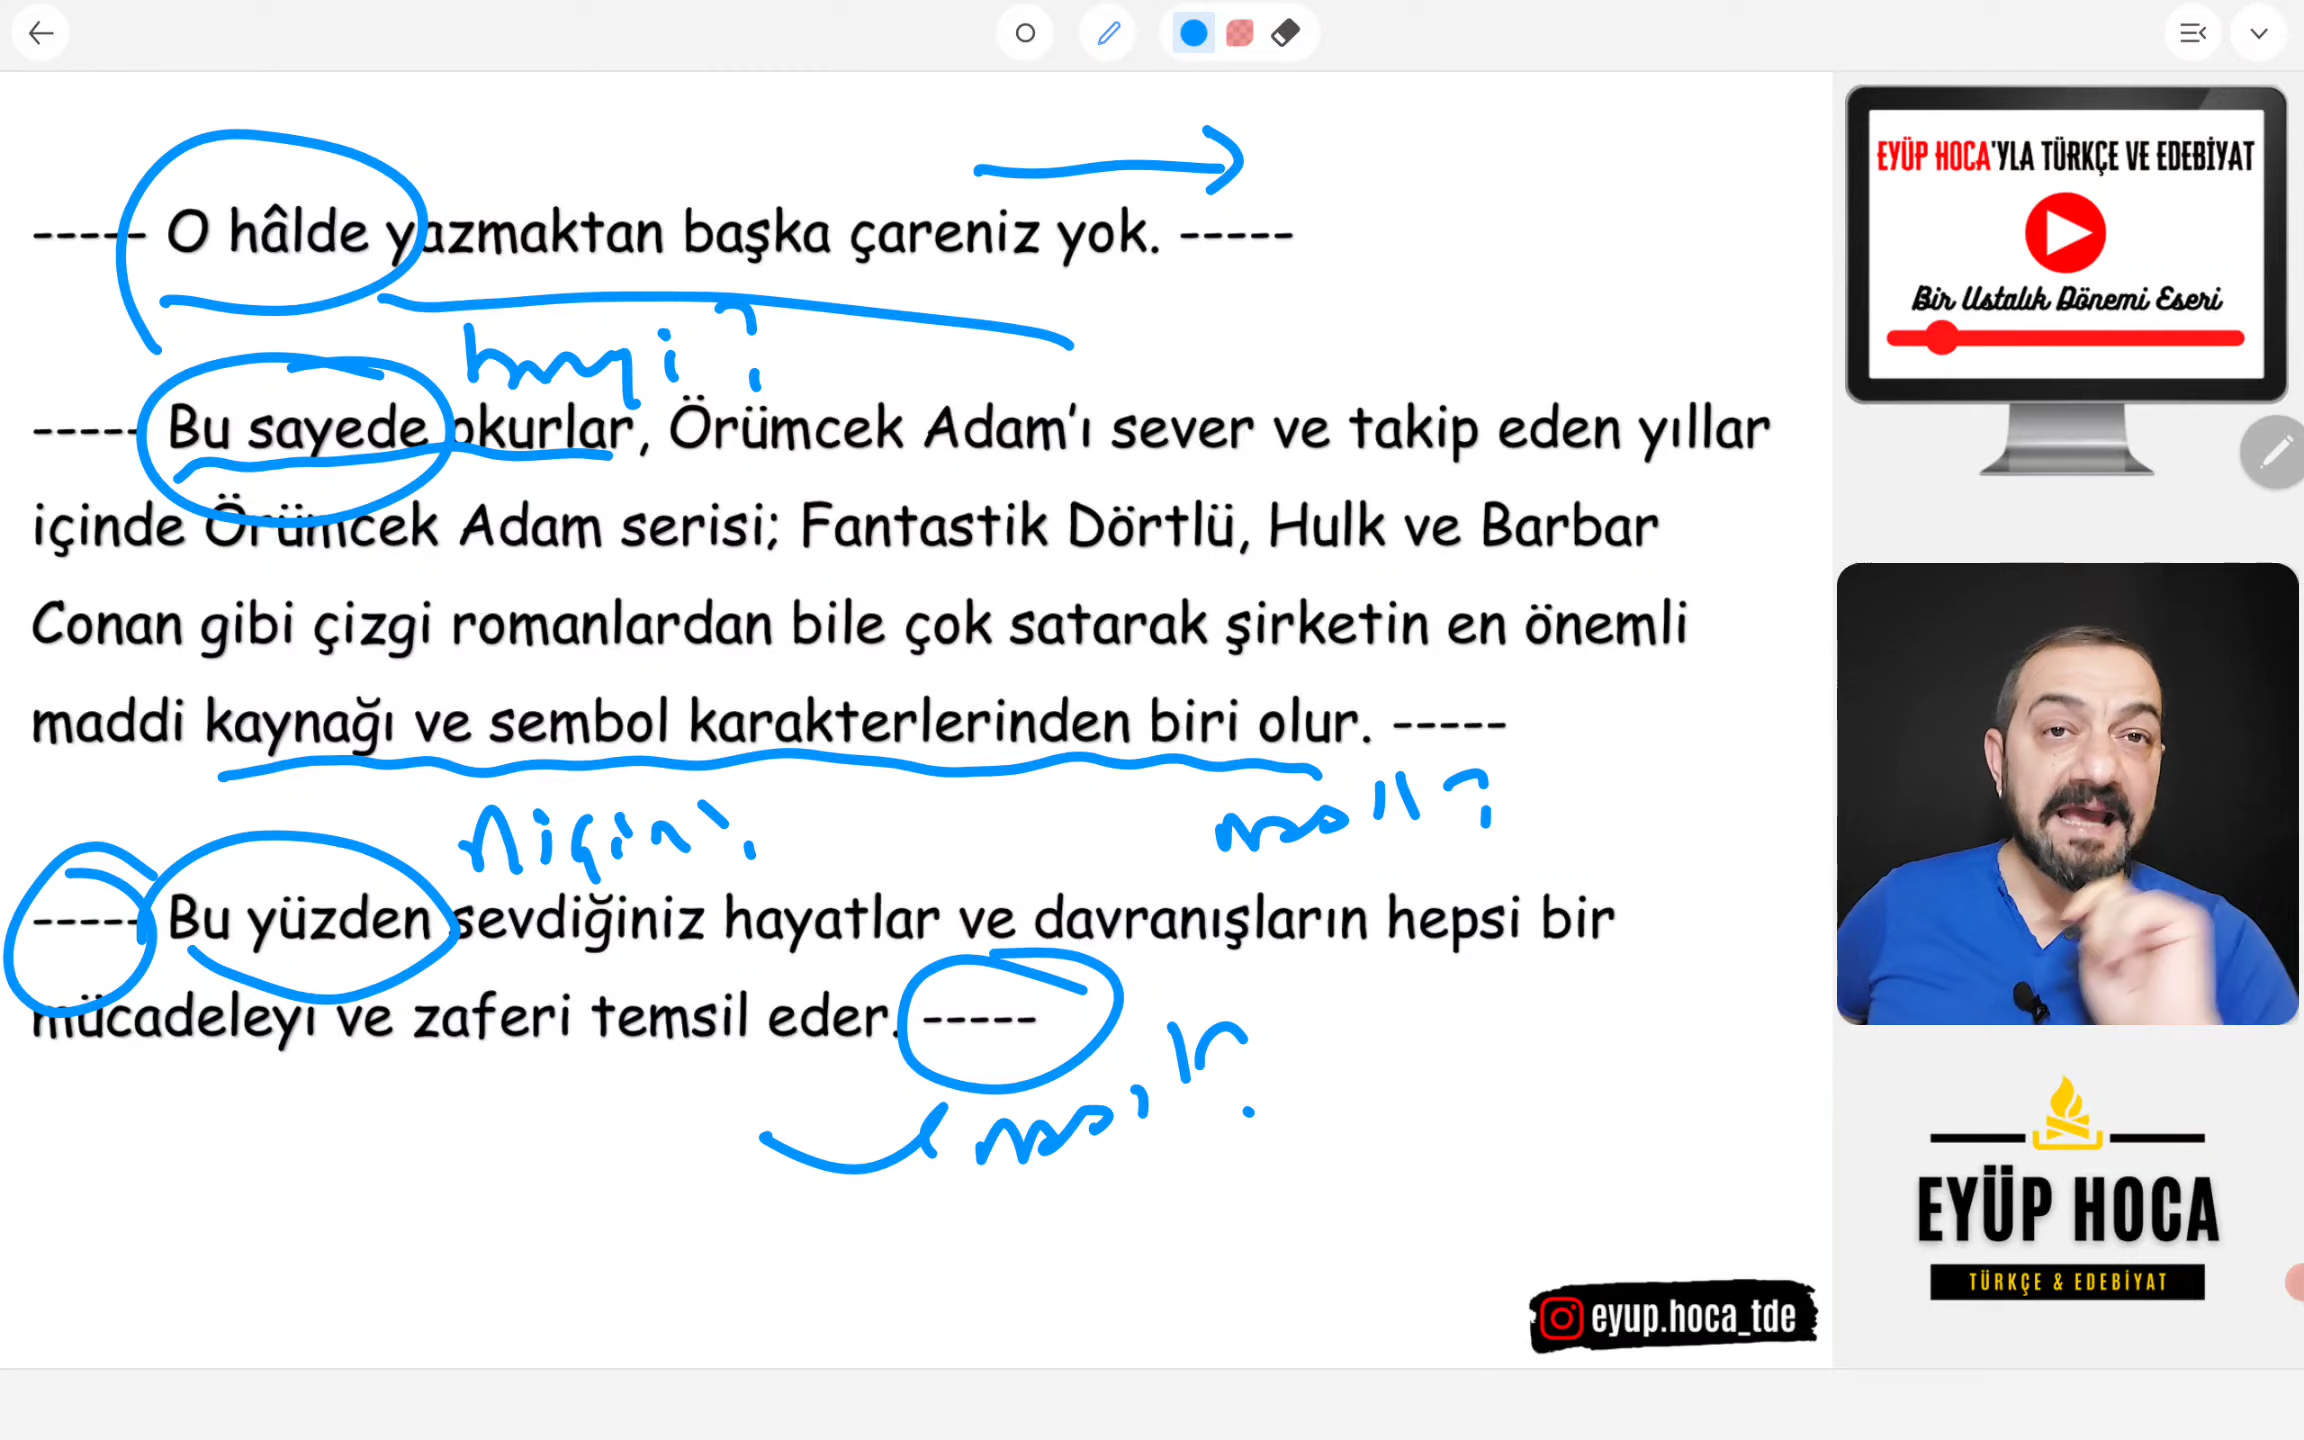 EYÜP HOCA'YLA TÜRKÇE VE EDEBİYAT
Bir Ustalık Dönemi Eseri
----- O hâlde yazmaktan başka çareniz yok. -----
hangi?
----- Bu sayede okurlar, Örümcek Adam'ı sever ve takip eden yıllar
içinde Örümcek Adam serisi; Fantastik Dörtlü, Hulk ve Barbar
Conan gibi çizgi romanlardan bile çok satarak şirketin en önemli
maddi kaynağı ve sembol karakterlerinden biri olur. -----
niçin?
nasıl?
----- Bu yüzden sevdiğiniz hayatlar ve davranışların hepsi bir
mücadeleyi ve zaferi temsil eder. -----
nasıl?
EYÜP HOCA
TÜRKÇE & EDEBİYAT
eyup.hoca_tde